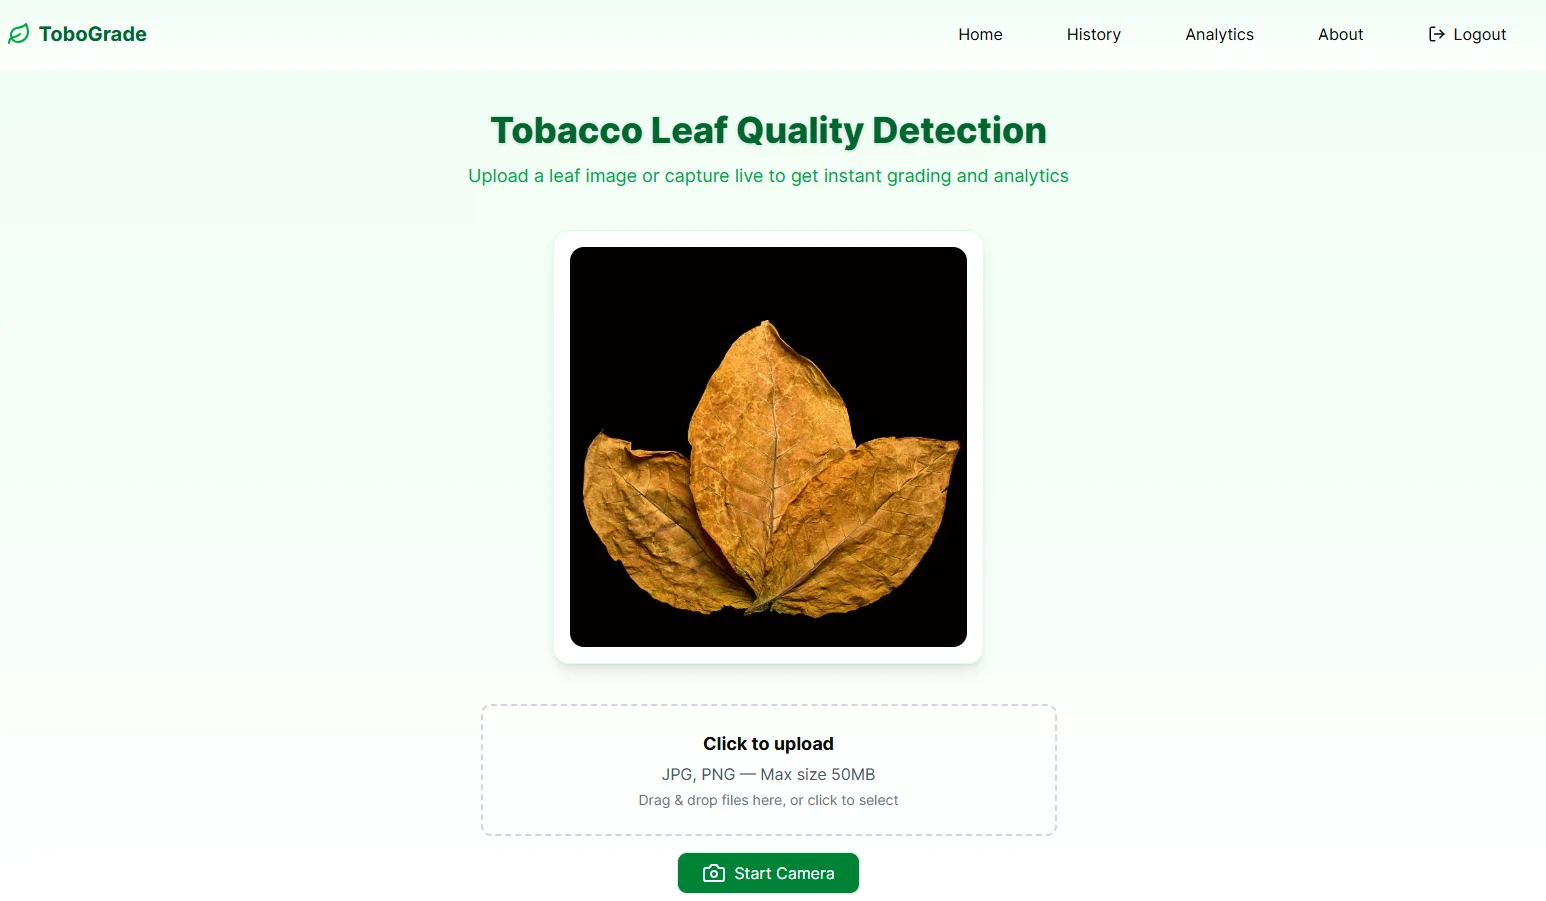 ToboGrade
Home
History
Analytics
About
Logout
Tobacco Leaf Quality Detection
Upload a leaf image or capture live to get instant grading and analytics
Click to upload
JPG, PNG — Max size 50MB
Drag & drop files here, or click to select
Start Camera